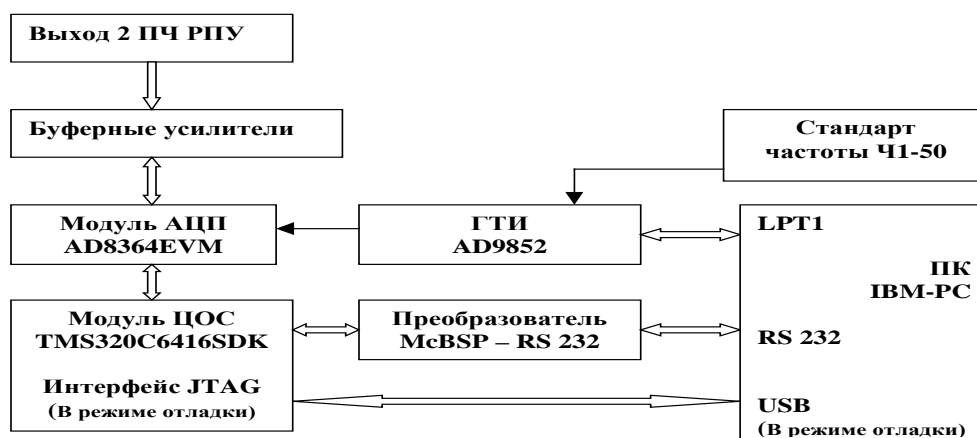 Выход 2 ПЧ РПУ
Буферные усилители
Стандарт
частоты Ч1-50
Модуль АЦП
AD8364EVM
ГТИ
AD9852
LPT1
ПК
IBM-PC
Модуль ЦОС
TMS320C6416SDK
Преобразователь
McBSP – RS 232
RS 232
Интерфейс JTAG
(В режиме отладки)
USB
(В режиме отладки)